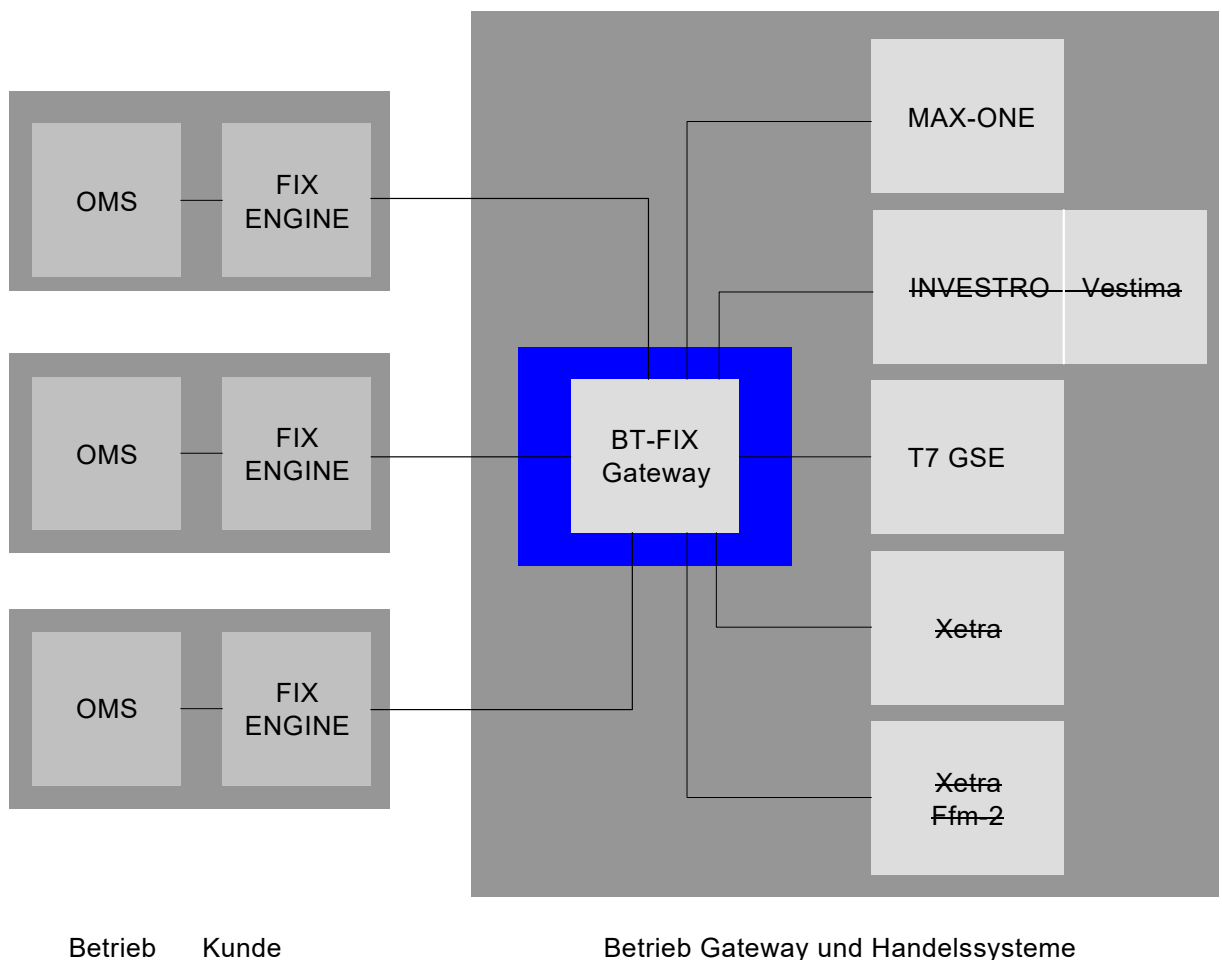 MAX-ONE
OMS
FIX
ENGINE
INVESTRO
Vestima
OMS
FIX
ENGINE
BT-FIX
Gateway
T7 GSE
Xetra
OMS
FIX
ENGINE
Xetra
Ffm-2
Betrieb Kunde
Betrieb Gateway und Handelssysteme